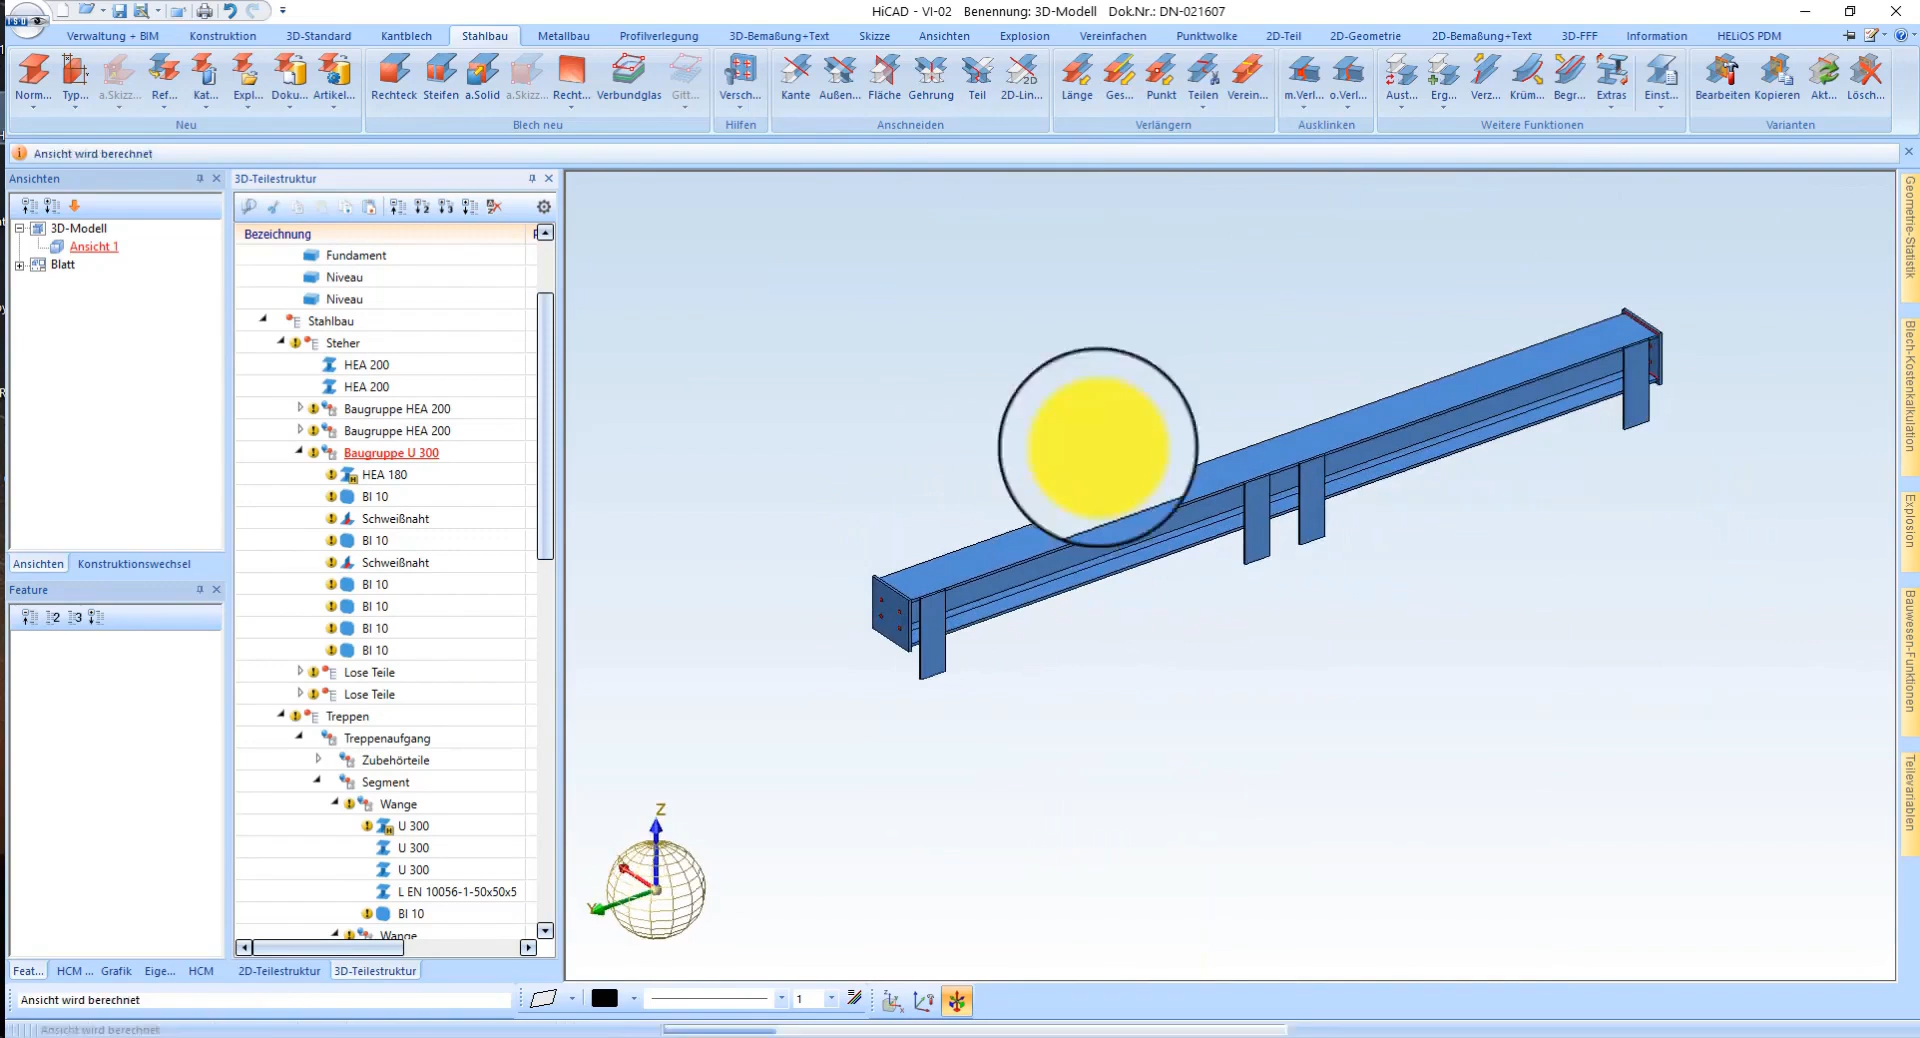 HiCAD - VI-02   Benennung: 3D-Modell   Dok.Nr.: DN-021607
ISD
Verwaltung + BIM   Konstruktion   3D-Standard   Kantblech   Stahlbau   Metallbau   Profilverlegung   3D-Bemaßung+Text   Skizze   Ansichten   Explosion   Vereinfachen   Punktwolke   2D-Teil   2D-Geometrie   2D-Bemaßung+Text   3D-FFF   Information   HELiOS PDM
Norm...   Typ...   a.Skizz...   Ref...   Kat...   Expl...   Doku...   Artikel...   Rechteck   Steifen   a.Solid   a.Skizz...   Recht...   Verbundglas   Gitt...   Versch...   Kante   Außen...   Fläche   Gehrung   Teil   2D-Lin...   Länge   Ges...   Punkt   Teilen   Verein...   m.Verl...   o.Verl...   Aust...   Erg...   Verz...   Krüm...   Begr...   Extras   Einst...   Bearbeiten   Kopieren   Akt...   Lösch...
Neu   Blech neu   Hilfen   Anschneiden   Verlängern   Ausklinken   Weitere Funktionen   Varianten
Ansicht wird berechnet
Ansichten
3D-Modell
Ansicht 1
Blatt
Ansichten   Konstruktionswechsel
Feature
2   3
Feat...   HCM ...   Grafik   Eige...   HCM
3D-Teilestruktur
Bezeichnung
Fundament
Niveau
Niveau
Stahlbau
Steher
HEA 200
HEA 200
Baugruppe HEA 200
Baugruppe HEA 200
Baugruppe U 300
HEA 180
Bl 10
Schweißnaht
Bl 10
Schweißnaht
Bl 10
Bl 10
Bl 10
Bl 10
Lose Teile
Lose Teile
Treppen
Treppenaufgang
Zubehörteile
Segment
Wange
U 300
U 300
U 300
L EN 10056-1-50x50x5
Bl 10
Wange
2D-Teilestruktur   3D-Teilestruktur
Z
Y
Geometrie-Statistik
Blech-Kostenkalkulation
Explosion
Bauwesen-Funktionen
Teilevariablen
Ansicht wird berechnet
1
Ansicht wird berechnet